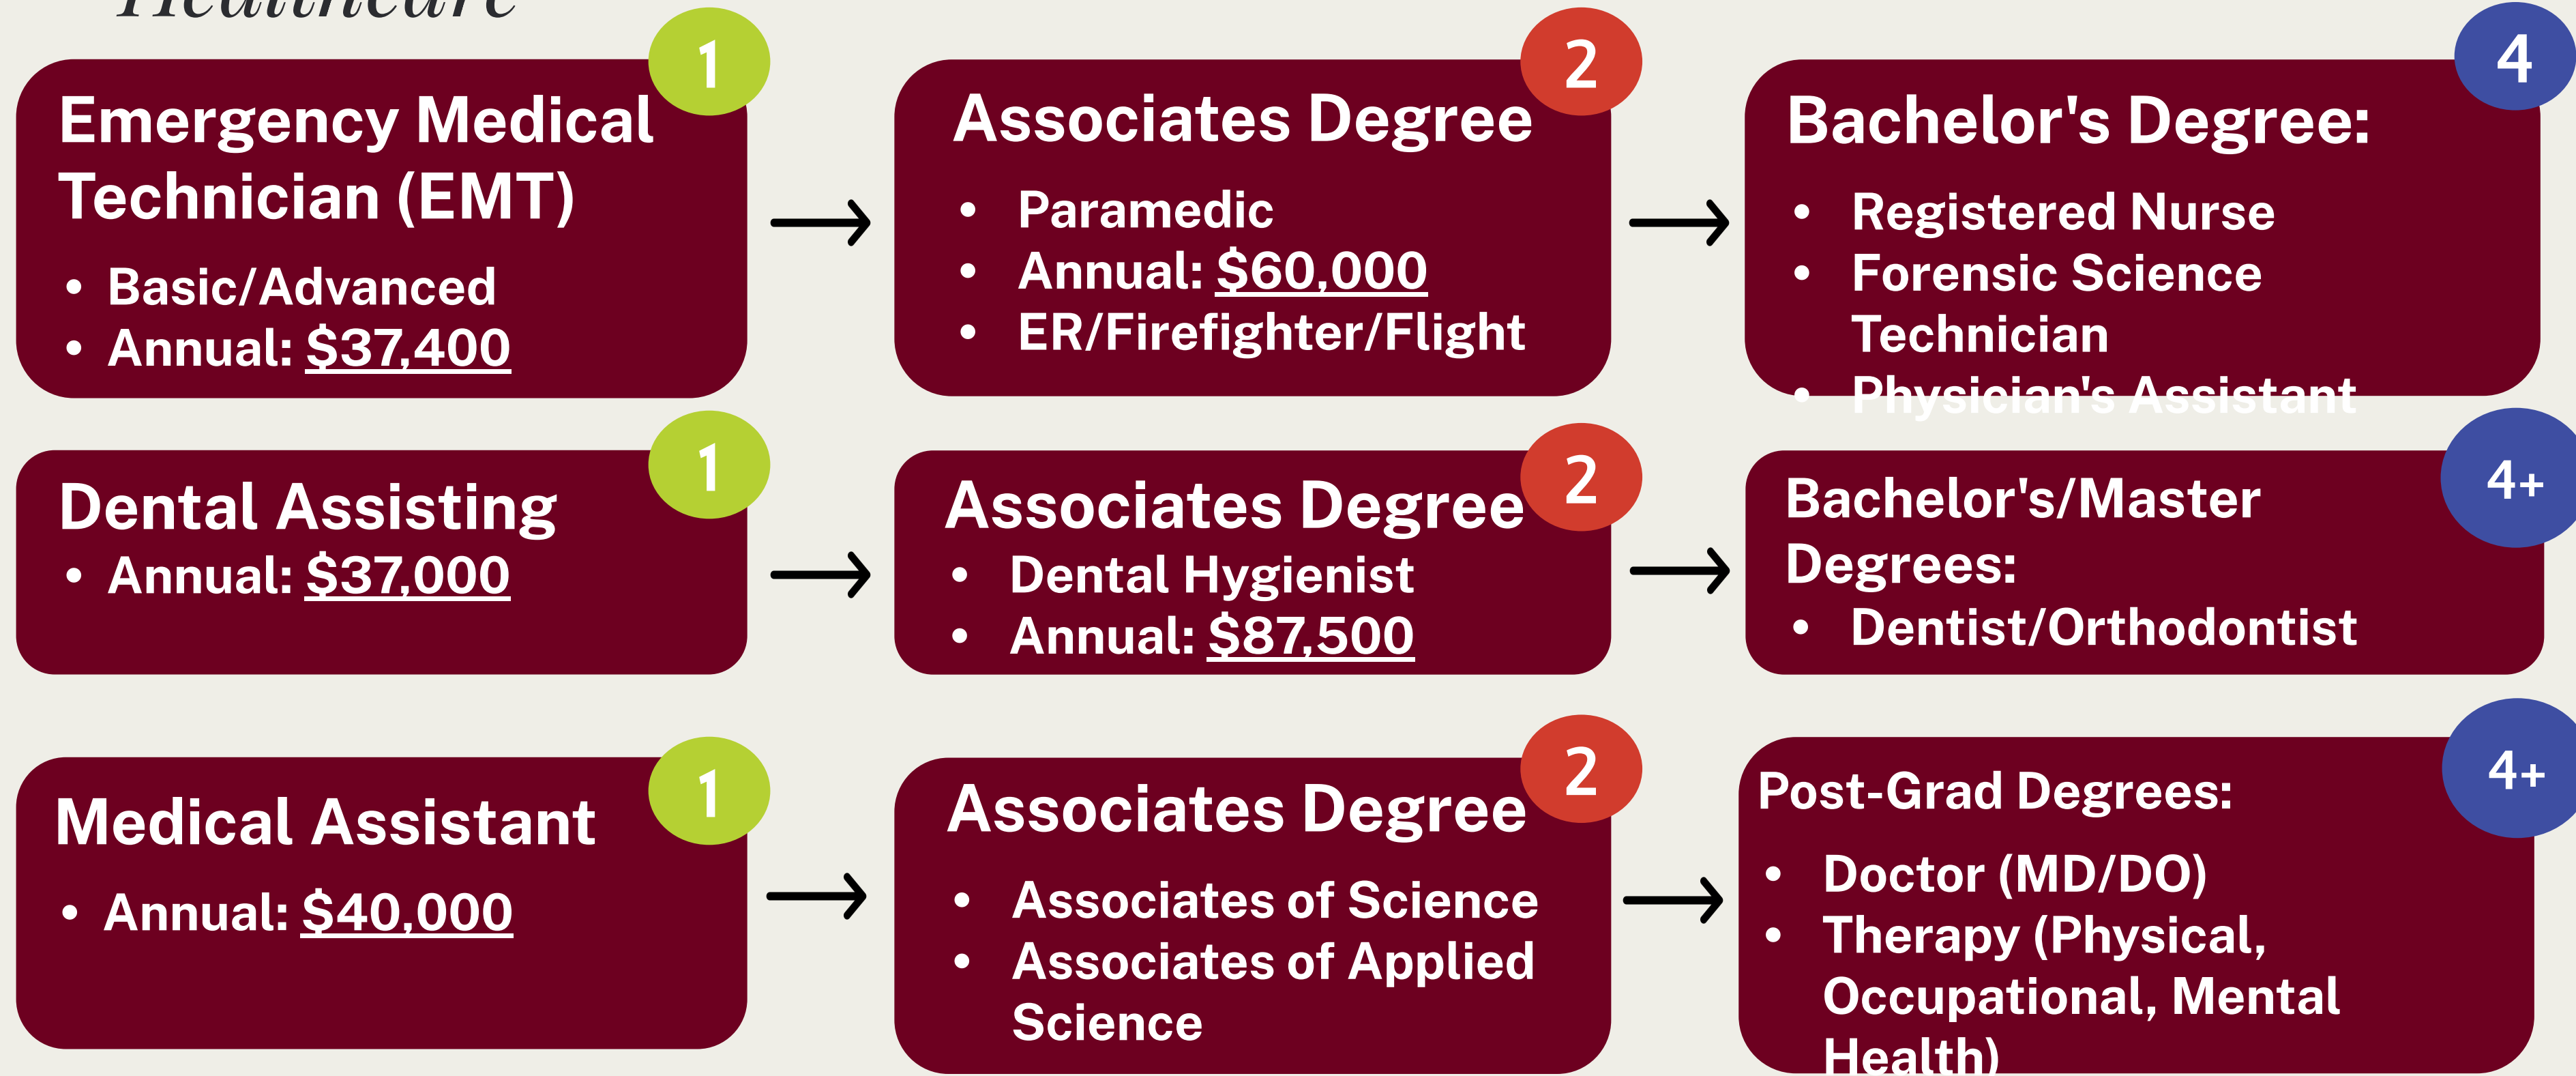 Healthcare
1
Emergency Medical
Technician (EMT)
• Basic/Advanced
• Annual: $37,400
2
Associates Degree
• Paramedic
• Annual: $60,000
• ER/Firefighter/Flight
4
Bachelor's Degree:
• Registered Nurse
• Forensic Science
Technician
• Physician's Assistant
1
Dental Assisting
• Annual: $37,000
2
Associates Degree
• Dental Hygienist
• Annual: $87,500
4+
Bachelor's/Master
Degrees:
• Dentist/Orthodontist
1
Medical Assistant
• Annual: $40,000
2
Associates Degree
• Associates of Science
• Associates of Applied
Science
4+
Post-Grad Degrees:
• Doctor (MD/DO)
• Therapy (Physical,
Occupational, Mental
Health)